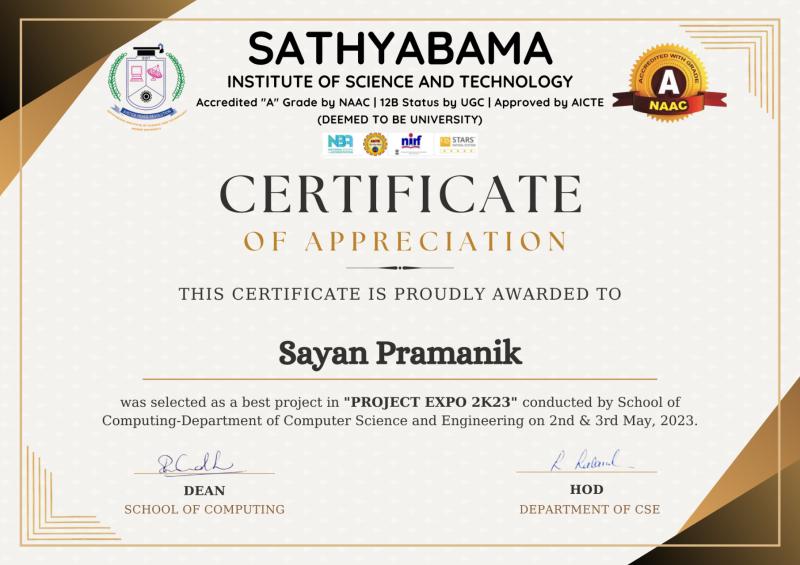 SATHYABAMA
INSTITUTE OF SCIENCE AND TECHNOLOGY
Accredited "A" Grade by NAAC | 12B Status by UGC | Approved by AICTE
(DEEMED TO BE UNIVERSITY)
ACCREDITED WITH GRADE
A
NAAC
NBA
nirf
STARS
CERTIFICATE
OF APPRECIATION
THIS CERTIFICATE IS PROUDLY AWARDED TO
Sayan Pramanik
was selected as a best project in "PROJECT EXPO 2K23" conducted by School of
Computing-Department of Computer Science and Engineering on 2nd & 3rd May, 2023.
DEAN
SCHOOL OF COMPUTING
HOD
DEPARTMENT OF CSE